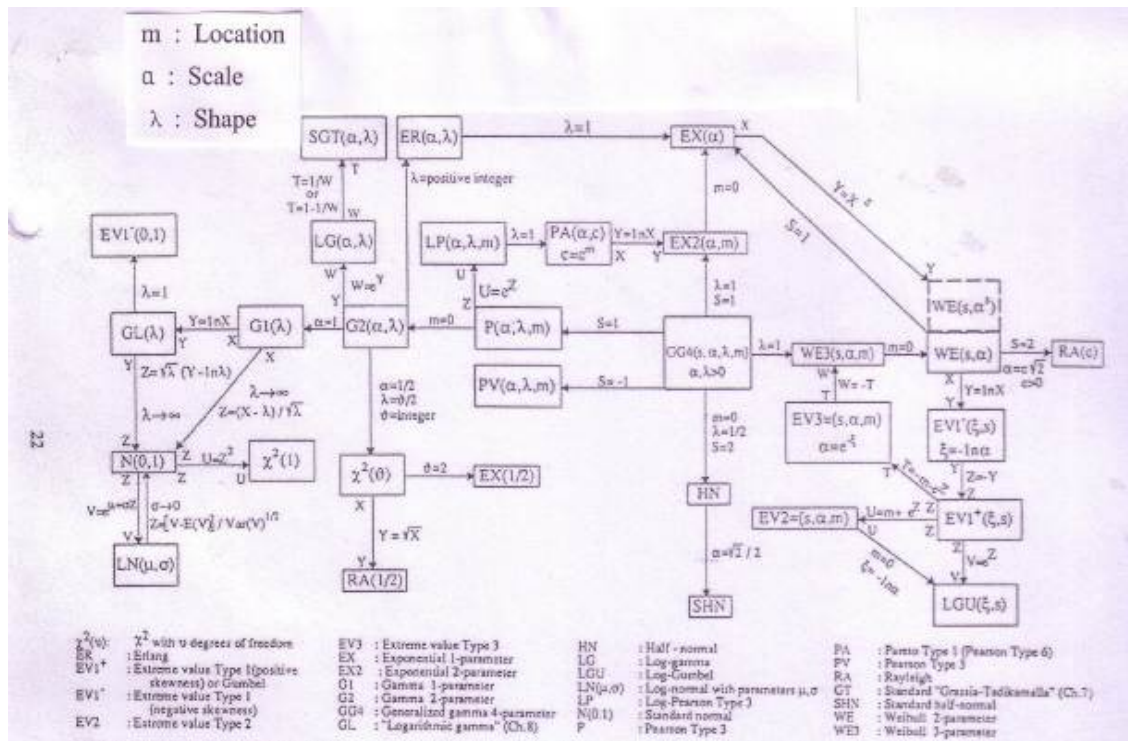 m : Location
α : Scale
λ : Shape
SGT(α,λ)
ER(α,λ)
λ=1
EX(α)
X
T
T=1/W
or
T=1-1/W
W
λ=positive integer
m=0
S=1
Y
EV1⁻(0,1)
LG(α,λ)
LP(α,λ,m)
λ=1
PA(α,c)
Y=lnX
X
Y
EX2(α,m)
W
W=e^Y
Y
U
U=e^Z
Z
λ=1
S=1
WE(s,α^s)
λ=1
GL(λ)
Y=lnX
Y
X
G1(λ)
α=1
G2(α,λ)
m=0
P(α,λ,m)
S=1
GG4(s,α,λ,m)
α,λ>0
λ=1
WE3(s,α,m)
m=0
WE(s,α)
S=2
α=c√2
c>0
RA(c)
PV(α,λ,m)
S= -1
W
W= -T
T
X
Y=lnX
Y
Y
Z=√λ (Y-lnλ)
X
λ→∞
λ→∞
Z=(X - λ) / √λ
α=1/2
λ=ϑ/2
ϑ=integer
m=0
λ=1/2
S=2
EV3=(s,α,m)
α=e^-ξ
EV1⁻(ξ,s)
ξ=-lnα
22
Z
Z
N(0,1)
Z
U=Z²
U
χ²(1)
χ²(ϑ)
ϑ=2
EX(1/2)
HN
T
T=m-e^Z
Y
Z=-Y
Z
EV2=(s,α,m)
U=m+ e^Z
U
Z
EV1⁺(ξ,s)
Z
Z
σ→0
Z=[V-E(V)] / Var(V)^1/2
V
X
Y = √X
Y
α=√2 / 2
m=0
ξ= -lnα
Z
V=e^Z
V
LN(μ,σ)
RA(1/2)
SHN
LGU(ξ,s)
χ²(υ): χ² with υ degrees of freedom
ER : Erlang
EV1⁺ : Extreme value Type 1(positive
skewness) or Gumbel
EV1⁻ : Extreme value Type 1
(negative skewness)
EV2 : Extreme value Type 2
EV3 : Extreme value Type 3
EX : Exponential 1-parameter
EX2 : Exponential 2-parameter
G1 : Gamma 1-parameter
G2 : Gamma 2-parameter
GG4 : Generalized gamma 4-parameter
GL : "Logarithmic gamma" (Ch.8)
HN : Half - normal
LG : Log-gamma
LGU : Log-Gumbel
LN(μ,σ) : Log-normal with parameters μ,σ
LP : Log-Pearson Type 3
N(0.1) : Standard normal
P : Pearson Type 3
PA : Pareto Type 1 (Pearson Type 6)
PV : Pearson Type 5
RA : Rayleigh
GT : Standard "Grassia-Tadikamalla" (Ch.7)
SHN : Standard half-normal
WE : Weibull 2-parameter
WE3 : Weibull 3-parameter